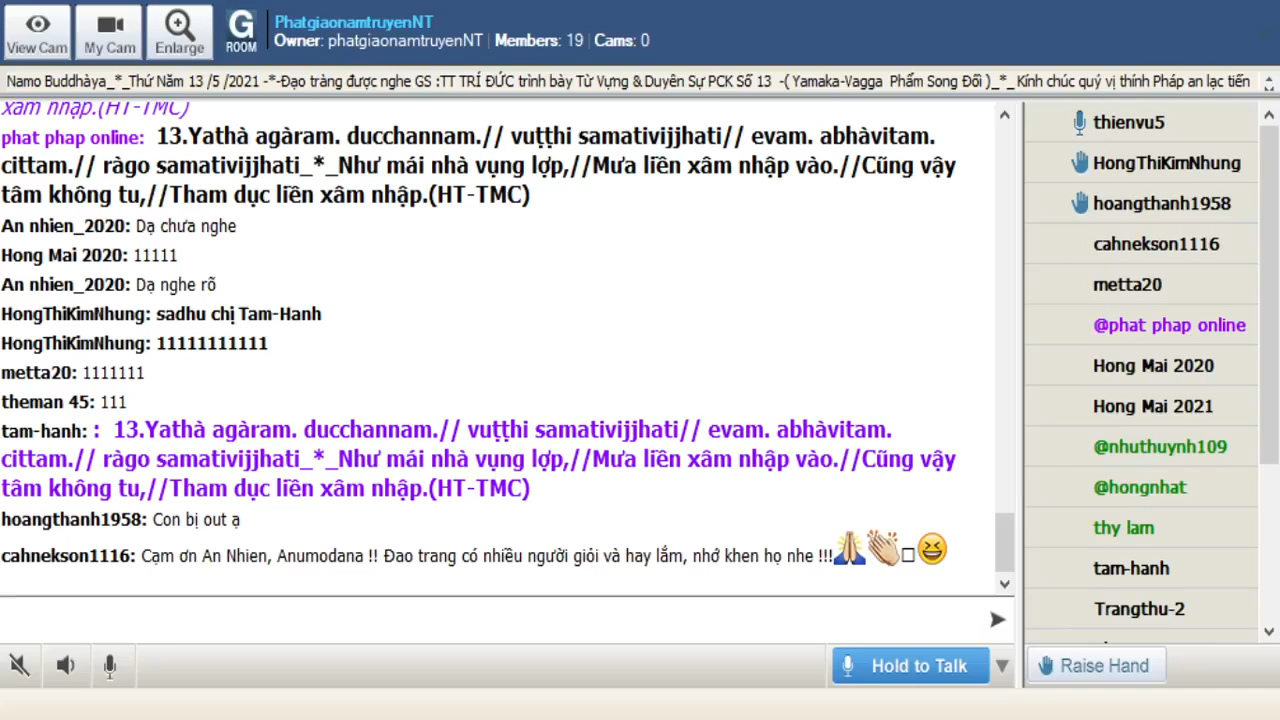 View Cam
My Cam
Enlarge
G
ROOM
PhatgiaonamtruyenNT
Owner: phatgiaonamtruyenNT | Members: 19 | Cams: 0
Namo Buddhàya_*_Thứ Năm 13 /5 /2021 -*-Đạo tràng được nghe GS :TT TRÍ ĐỨC trình bày Từ Vựng & Duyên Sự PCK Số 13 -( Yamaka-Vagga Phẩm Song Đối )_*_ Kính chúc quý vị thính Pháp an lạc tiến
xâm nhập.(HT-TMC)
phat phap online: 13.Yathà agàram. ducchannam.// vuṭṭhi samativijjhati// evam. abhàvitam.
cittam.// ràgo samativijjhati_*_Như mái nhà vụng lợp,//Mưa liền xâm nhập vào.//Cũng vậy
tâm không tu,//Tham dục liền xâm nhập.(HT-TMC)
An nhien_2020: Dạ chưa nghe
Hong Mai 2020: 11111
An nhien_2020: Dạ nghe rõ
HongThiKimNhung: sadhu chị Tam-Hanh
HongThiKimNhung: 11111111111
metta20: 1111111
theman 45: 111
tam-hanh: : 13.Yathà agàram. ducchannam.// vuṭṭhi samativijjhati// evam. abhàvitam.
cittam.// ràgo samativijjhati_*_Như mái nhà vụng lợp,//Mưa liền xâm nhập vào.//Cũng vậy
tâm không tu,//Tham dục liền xâm nhập.(HT-TMC)
hoangthanh1958: Con bị out ạ
cahnekson1116: Cạm ơn An Nhien, Anumodana !! Đao trang có nhiều người giỏi và hay lắm, nhớ khen họ nhe !!!
thienvu5
HongThiKimNhung
hoangthanh1958
cahnekson1116
metta20
@phat phap online
Hong Mai 2020
Hong Mai 2021
@nhuthuynh109
@hongnhat
thy lam
tam-hanh
Trangthu-2
Hold to Talk
Raise Hand